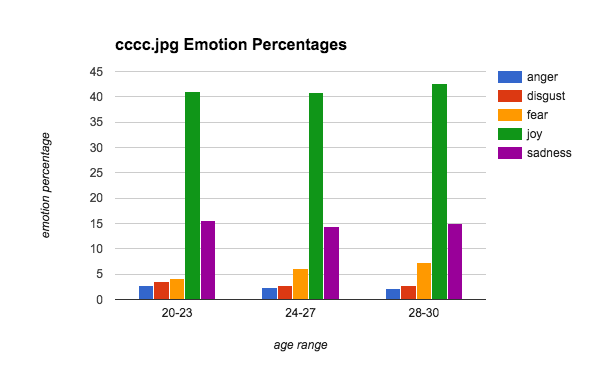 cccc.jpg Emotion Percentages
45
40
35
30
25
20
15
10
5
0
emotion percentage
20-23
24-27
28-30
age range
anger
disgust
fear
joy
sadness